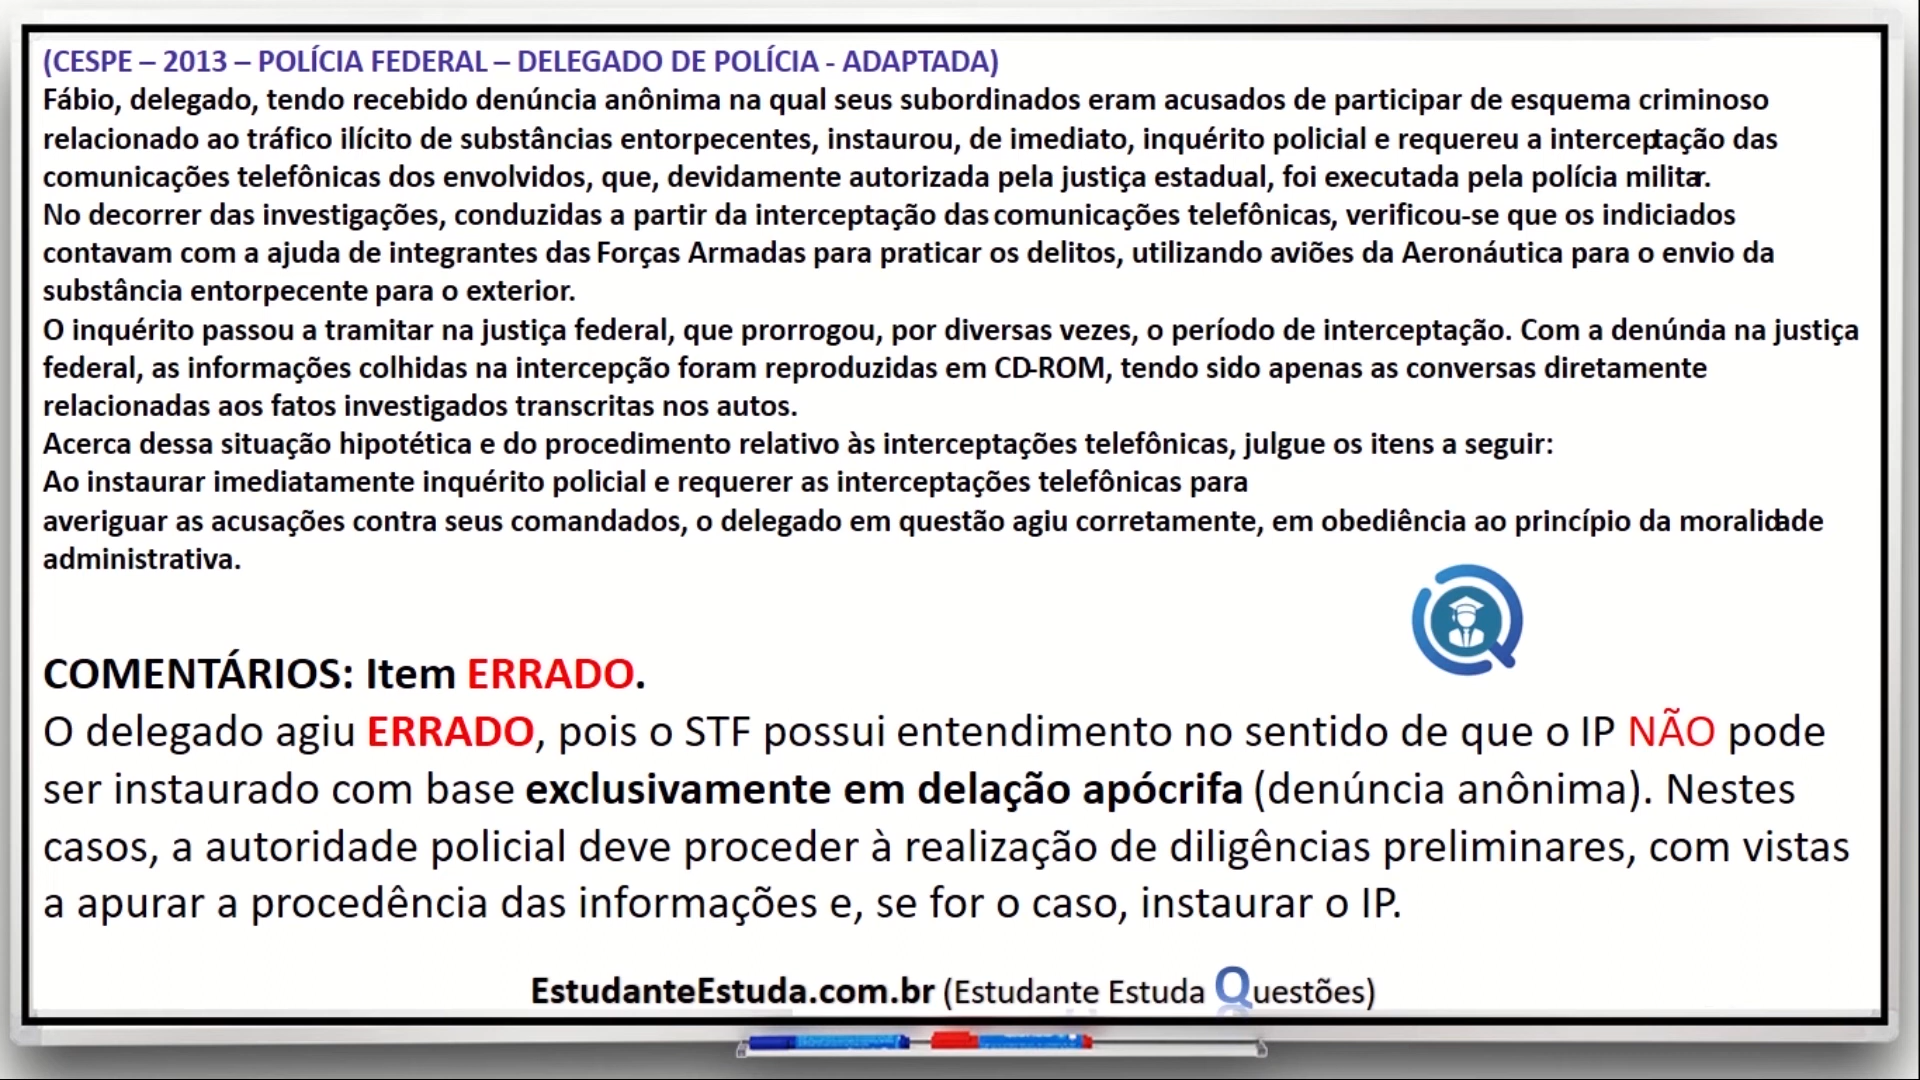 (CESPE – 2013 – POLÍCIA FEDERAL – DELEGADO DE POLÍCIA - ADAPTADA)
Fábio, delegado, tendo recebido denúncia anônima na qual seus subordinados eram acusados de participar de esquema criminoso
relacionado ao tráfico ilícito de substâncias entorpecentes, instaurou, de imediato, inquérito policial e requereu a interceptação das
comunicações telefônicas dos envolvidos, que, devidamente autorizada pela justiça estadual, foi executada pela polícia militar.
No decorrer das investigações, conduzidas a partir da interceptação das comunicações telefônicas, verificou-se que os indiciados
contavam com a ajuda de integrantes das Forças Armadas para praticar os delitos, utilizando aviões da Aeronáutica para o envio da
substância entorpecente para o exterior.
O inquérito passou a tramitar na justiça federal, que prorrogou, por diversas vezes, o período de interceptação. Com a denúncia na justiça
federal, as informações colhidas na intercepção foram reproduzidas em CD-ROM, tendo sido apenas as conversas diretamente
relacionadas aos fatos investigados transcritas nos autos.
Acerca dessa situação hipotética e do procedimento relativo às interceptações telefônicas, julgue os itens a seguir:
Ao instaurar imediatamente inquérito policial e requerer as interceptações telefônicas para
averiguar as acusações contra seus comandados, o delegado em questão agiu corretamente, em obediência ao princípio da moralidade
administrativa.
COMENTÁRIOS: Item ERRADO.
O delegado agiu ERRADO, pois o STF possui entendimento no sentido de que o IP NÃO pode
ser instaurado com base exclusivamente em delação apócrifa (denúncia anônima). Nestes
casos, a autoridade policial deve proceder à realização de diligências preliminares, com vistas
a apurar a procedência das informações e, se for o caso, instaurar o IP.
EstudanteEstuda.com.br (Estudante Estuda Questões)